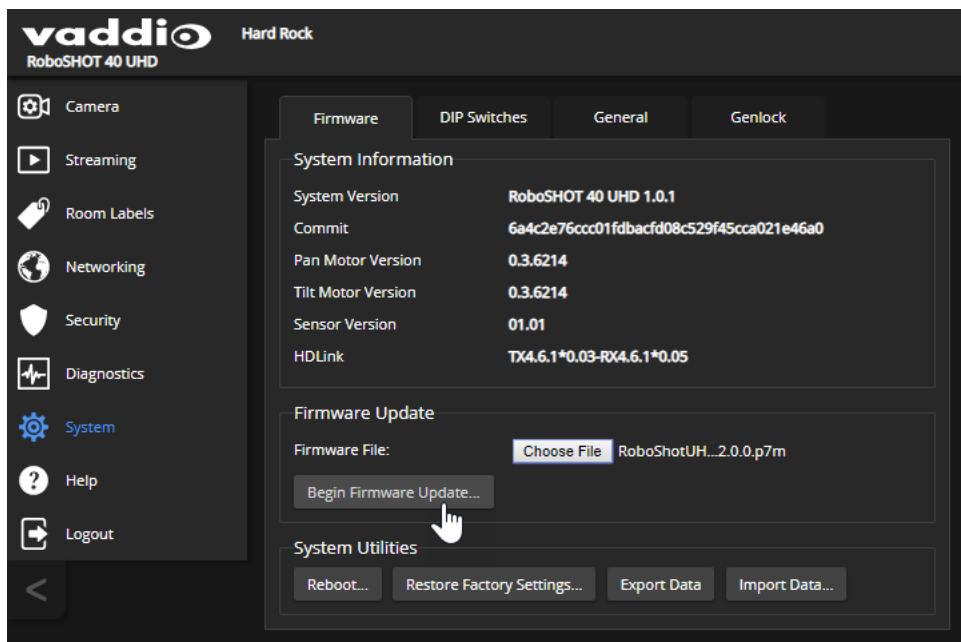 vaddio
Hard Rock
RoboSHOT 40 UHD
Camera
Streaming
Room Labels
Networking
Security
Diagnostics
System
Help
Logout
<
Firmware DIP Switches General Genlock
System Information
System Version RoboSHOT 40 UHD 1.0.1
Commit 6a4c2e76ccc01fdbacfd08c529f45cca021e46a0
Pan Motor Version 0.3.6214
Tilt Motor Version 0.3.6214
Sensor Version 01.01
HDLink TX4.6.1*0.03-RX4.6.1*0.05
Firmware Update
Firmware File: Choose File RoboShotUH...2.0.0.p7m
Begin Firmware Update...
System Utilities
Reboot... Restore Factory Settings... Export Data Import Data...